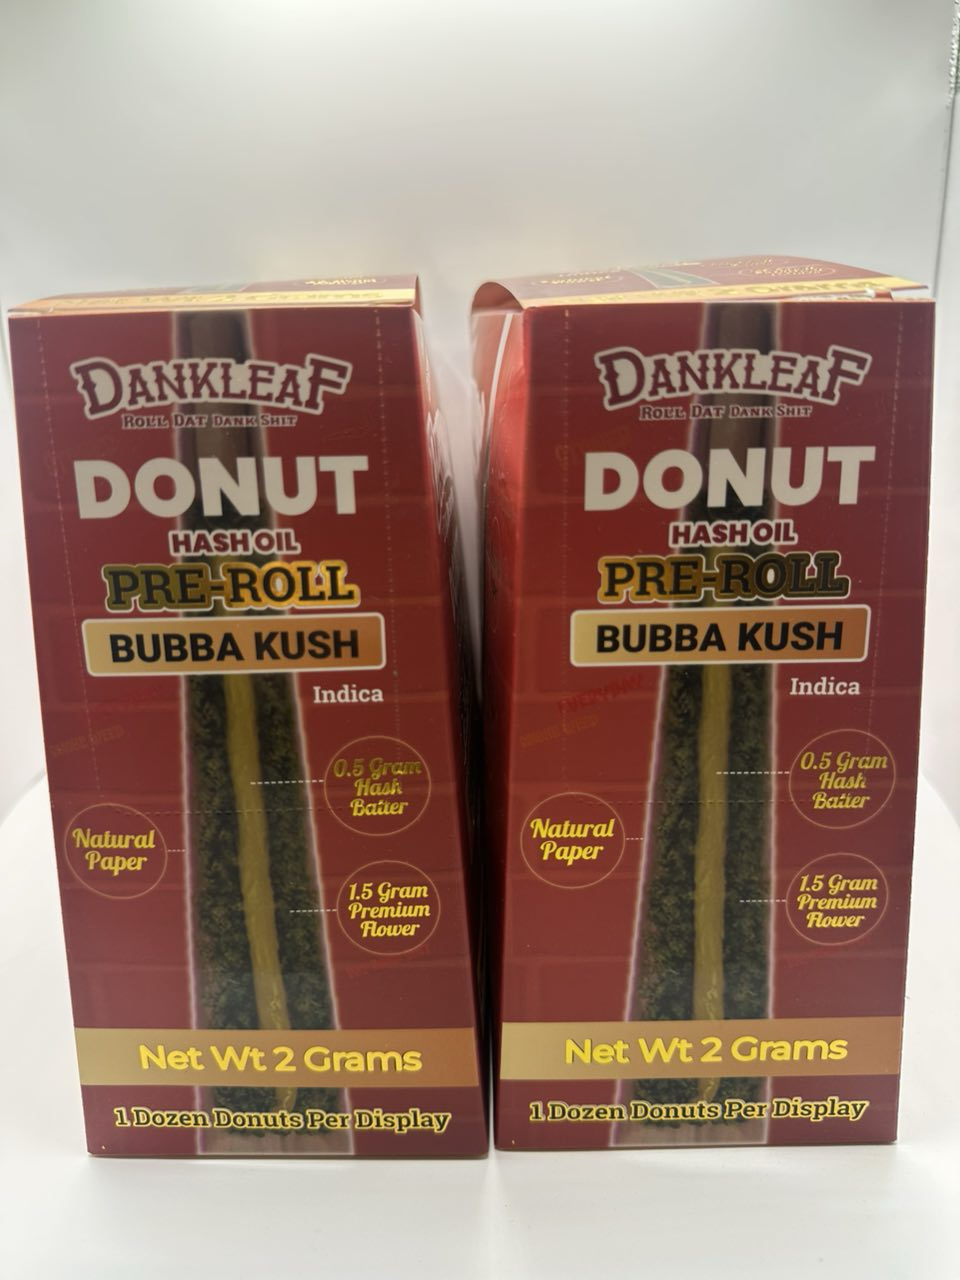 DANKLEAF
ROLL DAT DANK SHIT
DONUT
HASH OIL
PRE-ROLL
BUBBA KUSH
Indica
0.5 Gram
Hash
Batter
Natural
Paper
1.5 Gram
Premium
Flower
Net Wt 2 Grams
1 Dozen Donuts Per Display
DANKLEAF
ROLL DAT DANK SHIT
DONUT
HASH OIL
PRE-ROLL
BUBBA KUSH
Indica
EVERYDAY
SMOKE WEED
0.5 Gram
Hash
Batter
Natural
Paper
1.5 Gram
Premium
Flower
Net Wt 2 Grams
1 Dozen Donuts Per Display